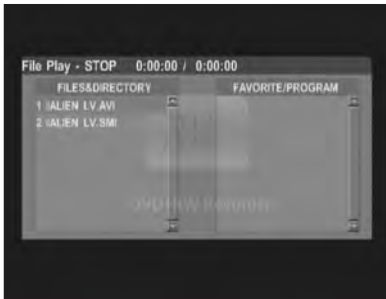 File Play - STOP 0:00:00 / 0:00:00
FILES&DIRECTORY
FAVORITE/PROGRAM
1 ALIEN LV.AVI
2 ALIEN LV.SMI